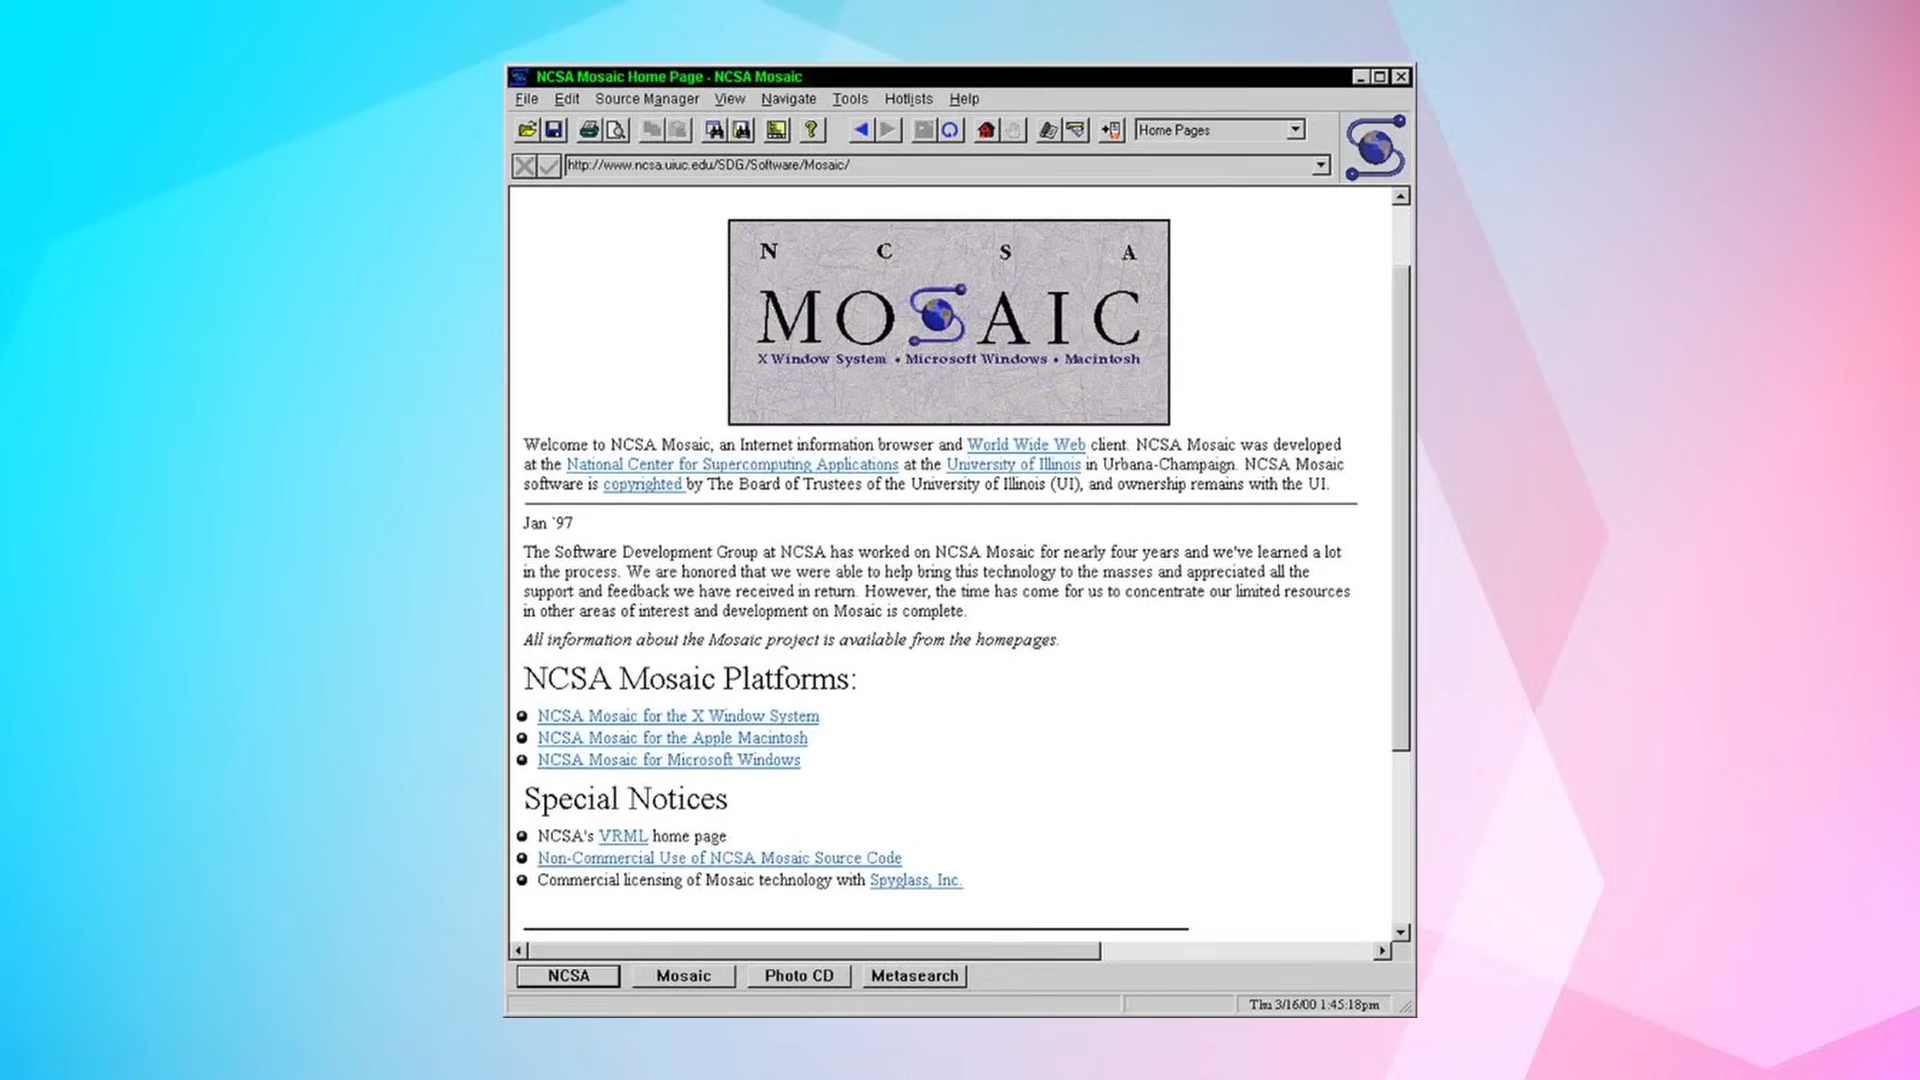 NCSA Mosaic Home Page - NCSA Mosaic
File Edit Source Manager View Navigate Tools Hotlists Help
Home Pages
http://www.ncsa.uiuc.edu/SDG/Software/Mosaic/
N C S A
MOSAIC
X Window System • Microsoft Windows • Macintosh
Welcome to NCSA Mosaic, an Internet information browser and World Wide Web client. NCSA Mosaic was developed
at the National Center for Supercomputing Applications at the University of Illinois in Urbana-Champaign. NCSA Mosaic
software is copyrighted by The Board of Trustees of the University of Illinois (UI), and ownership remains with the UI.
Jan `97
The Software Development Group at NCSA has worked on NCSA Mosaic for nearly four years and we've learned a lot
in the process. We are honored that we were able to help bring this technology to the masses and appreciated all the
support and feedback we have received in return. However, the time has come for us to concentrate our limited resources
in other areas of interest and development on Mosaic is complete.
All information about the Mosaic project is available from the homepages.
NCSA Mosaic Platforms:
NCSA Mosaic for the X Window System
NCSA Mosaic for the Apple Macintosh
NCSA Mosaic for Microsoft Windows
Special Notices
NCSA's VRML home page
Non-Commercial Use of NCSA Mosaic Source Code
Commercial licensing of Mosaic technology with Spyglass, Inc.
NCSA Mosaic Photo CD Metasearch
Thu 3/16/00 1:45:18pm